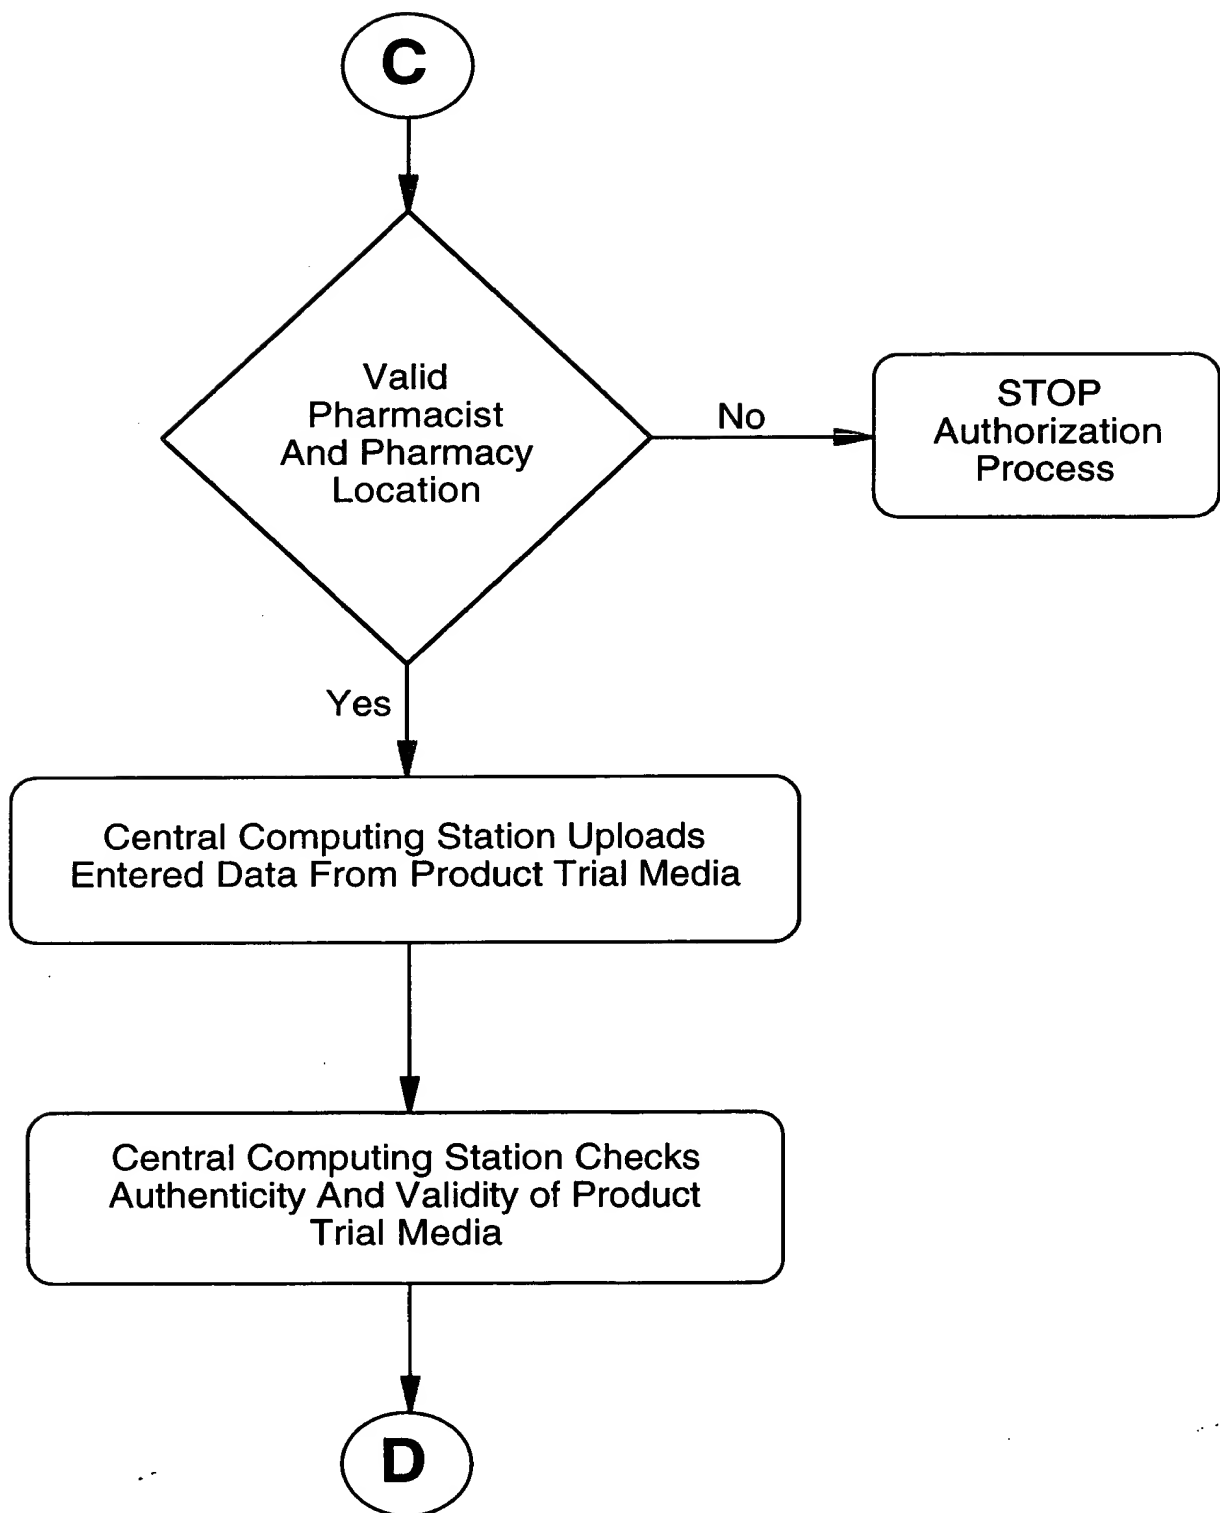 C
Valid
Pharmacist
And Pharmacy
Location
No
STOP
Authorization
Process
Yes
Central Computing Station Uploads
Entered Data From Product Trial Media
Central Computing Station Checks
Authenticity And Validity of Product
Trial Media
D